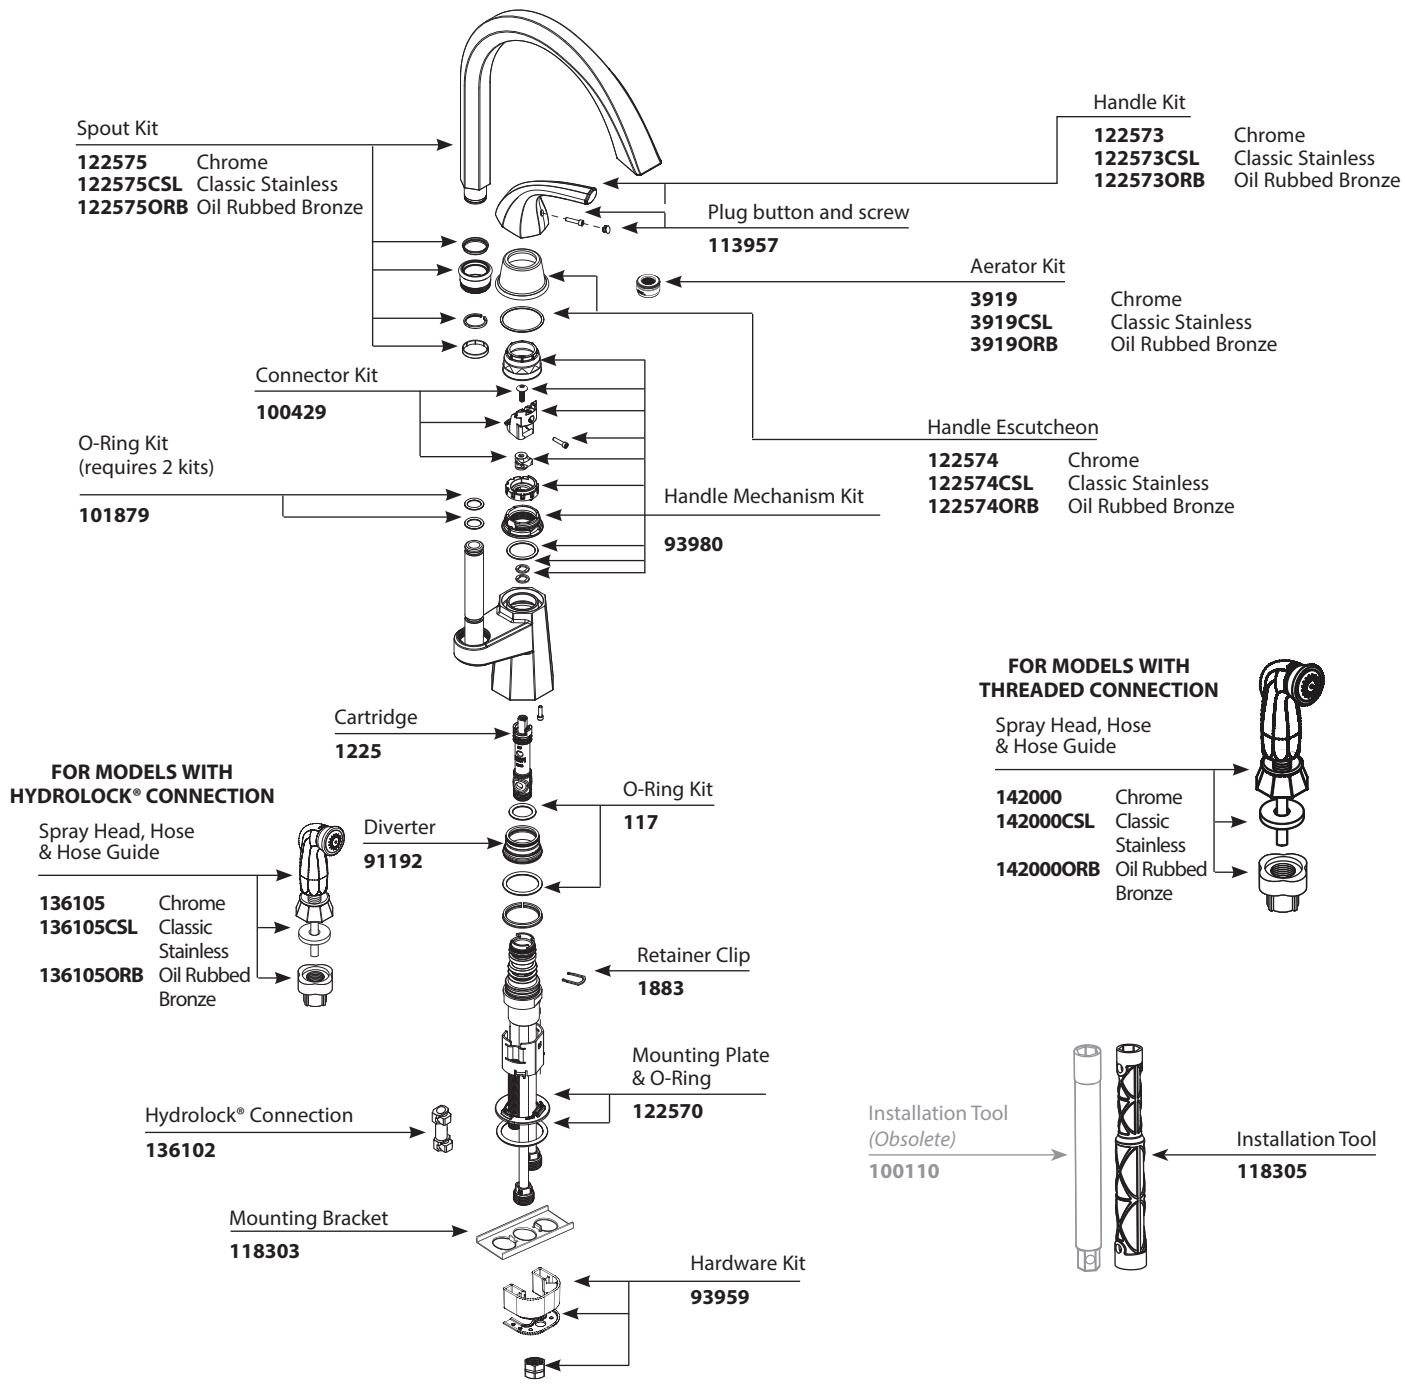 Spout Kit
122575 Chrome
122575CSL Classic Stainless
122575ORB Oil Rubbed Bronze
Handle Kit
122573 Chrome
122573CSL Classic Stainless
122573ORB Oil Rubbed Bronze
Plug button and screw
113957
Aerator Kit
3919 Chrome
3919CSL Classic Stainless
3919ORB Oil Rubbed Bronze
Connector Kit
100429
O-Ring Kit
(requires 2 kits)
101879
Handle Escutcheon
122574 Chrome
122574CSL Classic Stainless
122574ORB Oil Rubbed Bronze
Handle Mechanism Kit
93980
Cartridge
1225
FOR MODELS WITH
HYDROLOCK® CONNECTION
Spray Head, Hose
& Hose Guide
136105 Chrome
136105CSL Classic
Stainless
136105ORB Oil Rubbed
Bronze
Diverter
91192
O-Ring Kit
117
FOR MODELS WITH
THREADED CONNECTION
Spray Head, Hose
& Hose Guide
142000 Chrome
142000CSL Classic
Stainless
142000ORB Oil Rubbed
Bronze
Retainer Clip
1883
Mounting Plate
& O-Ring
122570
Hydrolock® Connection
136102
Installation Tool
(Obsolete)
100110
Installation Tool
118305
Mounting Bracket
118303
Hardware Kit
93959